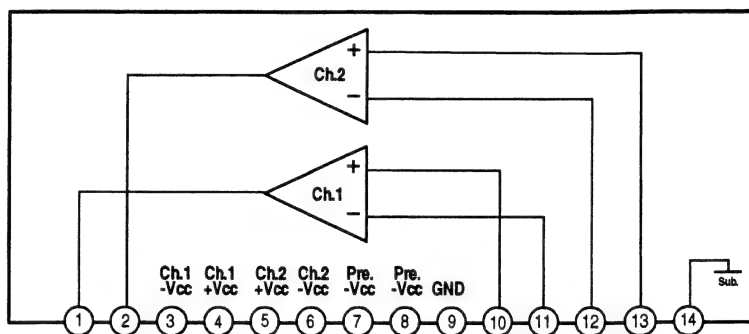 +
Ch.2
−
+
Ch.1
−
Ch.1 Ch.1 Ch.2 Ch.2 Pre. Pre.
-Vcc +Vcc +Vcc -Vcc -Vcc -Vcc GND
Sub.
1 2 3 4 5 6 7 8 9 10 11 12 13 14